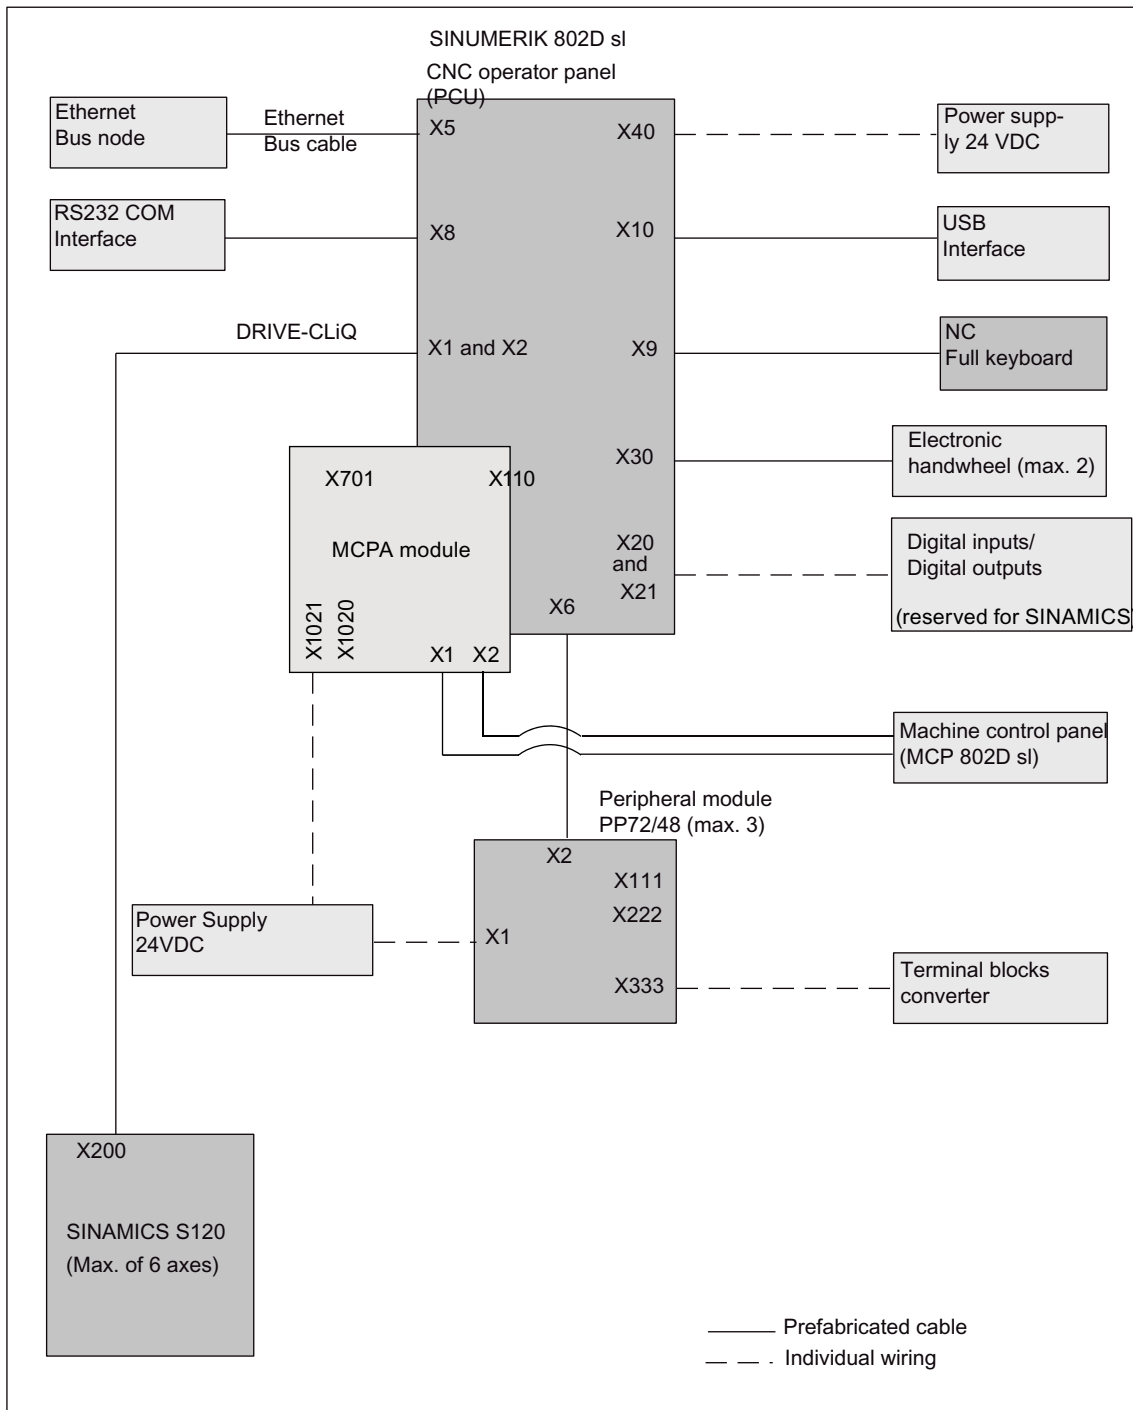 SINUMERIK 802D sl
CNC operator panel
(PCU)
Ethernet
Bus node
Ethernet
Bus cable
X5
X40
Power supp-
ly 24 VDC
RS232 COM
Interface
X8
X10
USB
Interface
DRIVE-CLiQ
X1 and X2
X9
NC
Full keyboard
X30
Electronic
handwheel (max. 2)
X701
X110
MCPA module
X20
and
X21
Digital inputs/
Digital outputs
(reserved for SINAMICS)
X6
X1021
X1020
X1
X2
Machine control panel
(MCP 802D sl)
Peripheral module
PP72/48 (max. 3)
X2
X111
X222
X1
X333
Power Supply
24VDC
Terminal blocks
converter
X200
SINAMICS S120
(Max. of 6 axes)
Prefabricated cable
Individual wiring